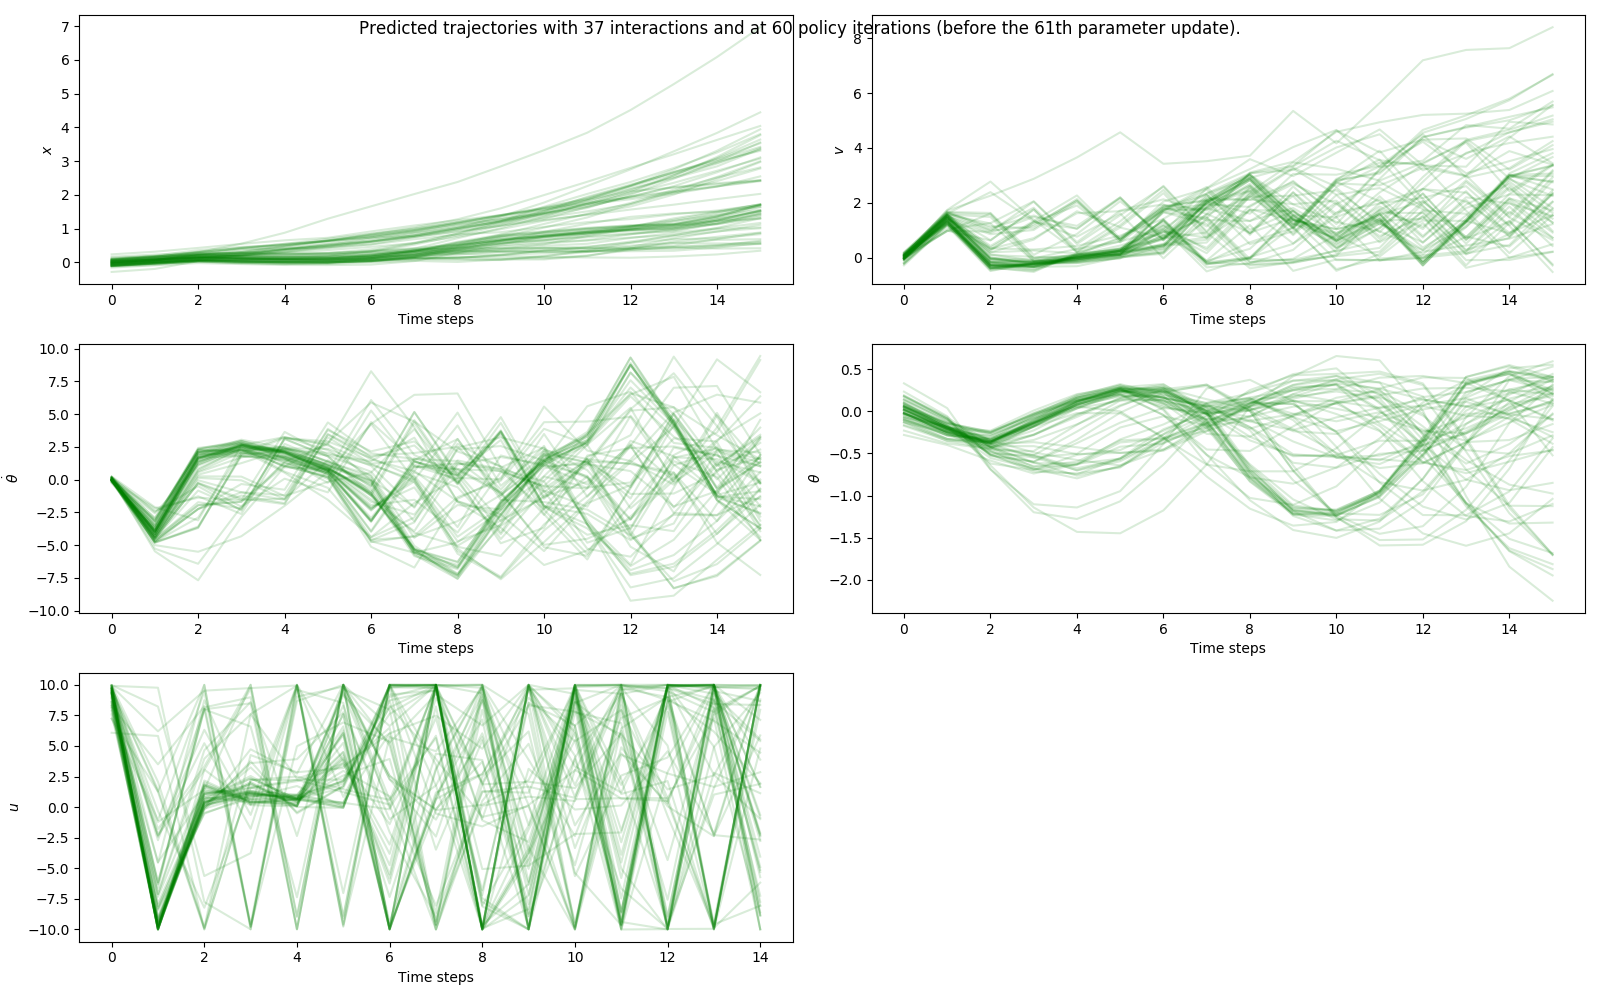 Predicted trajectories with 37 interactions and at 60 policy iterations (before the 61th parameter update).
7
6
5
4
3
2
1
0
x
0 2 4 6 8 10 12 14
Time steps
8
6
4
2
0
v
0 2 4 6 8 10 12 14
Time steps
10.0
7.5
5.0
2.5
0.0
−2.5
−5.0
−7.5
−10.0
θ̇
0 2 4 6 8 10 12 14
Time steps
0.5
0.0
−0.5
−1.0
−1.5
−2.0
θ
0 2 4 6 8 10 12 14
Time steps
10.0
7.5
5.0
2.5
0.0
−2.5
−5.0
−7.5
−10.0
u
0 2 4 6 8 10 12 14
Time steps